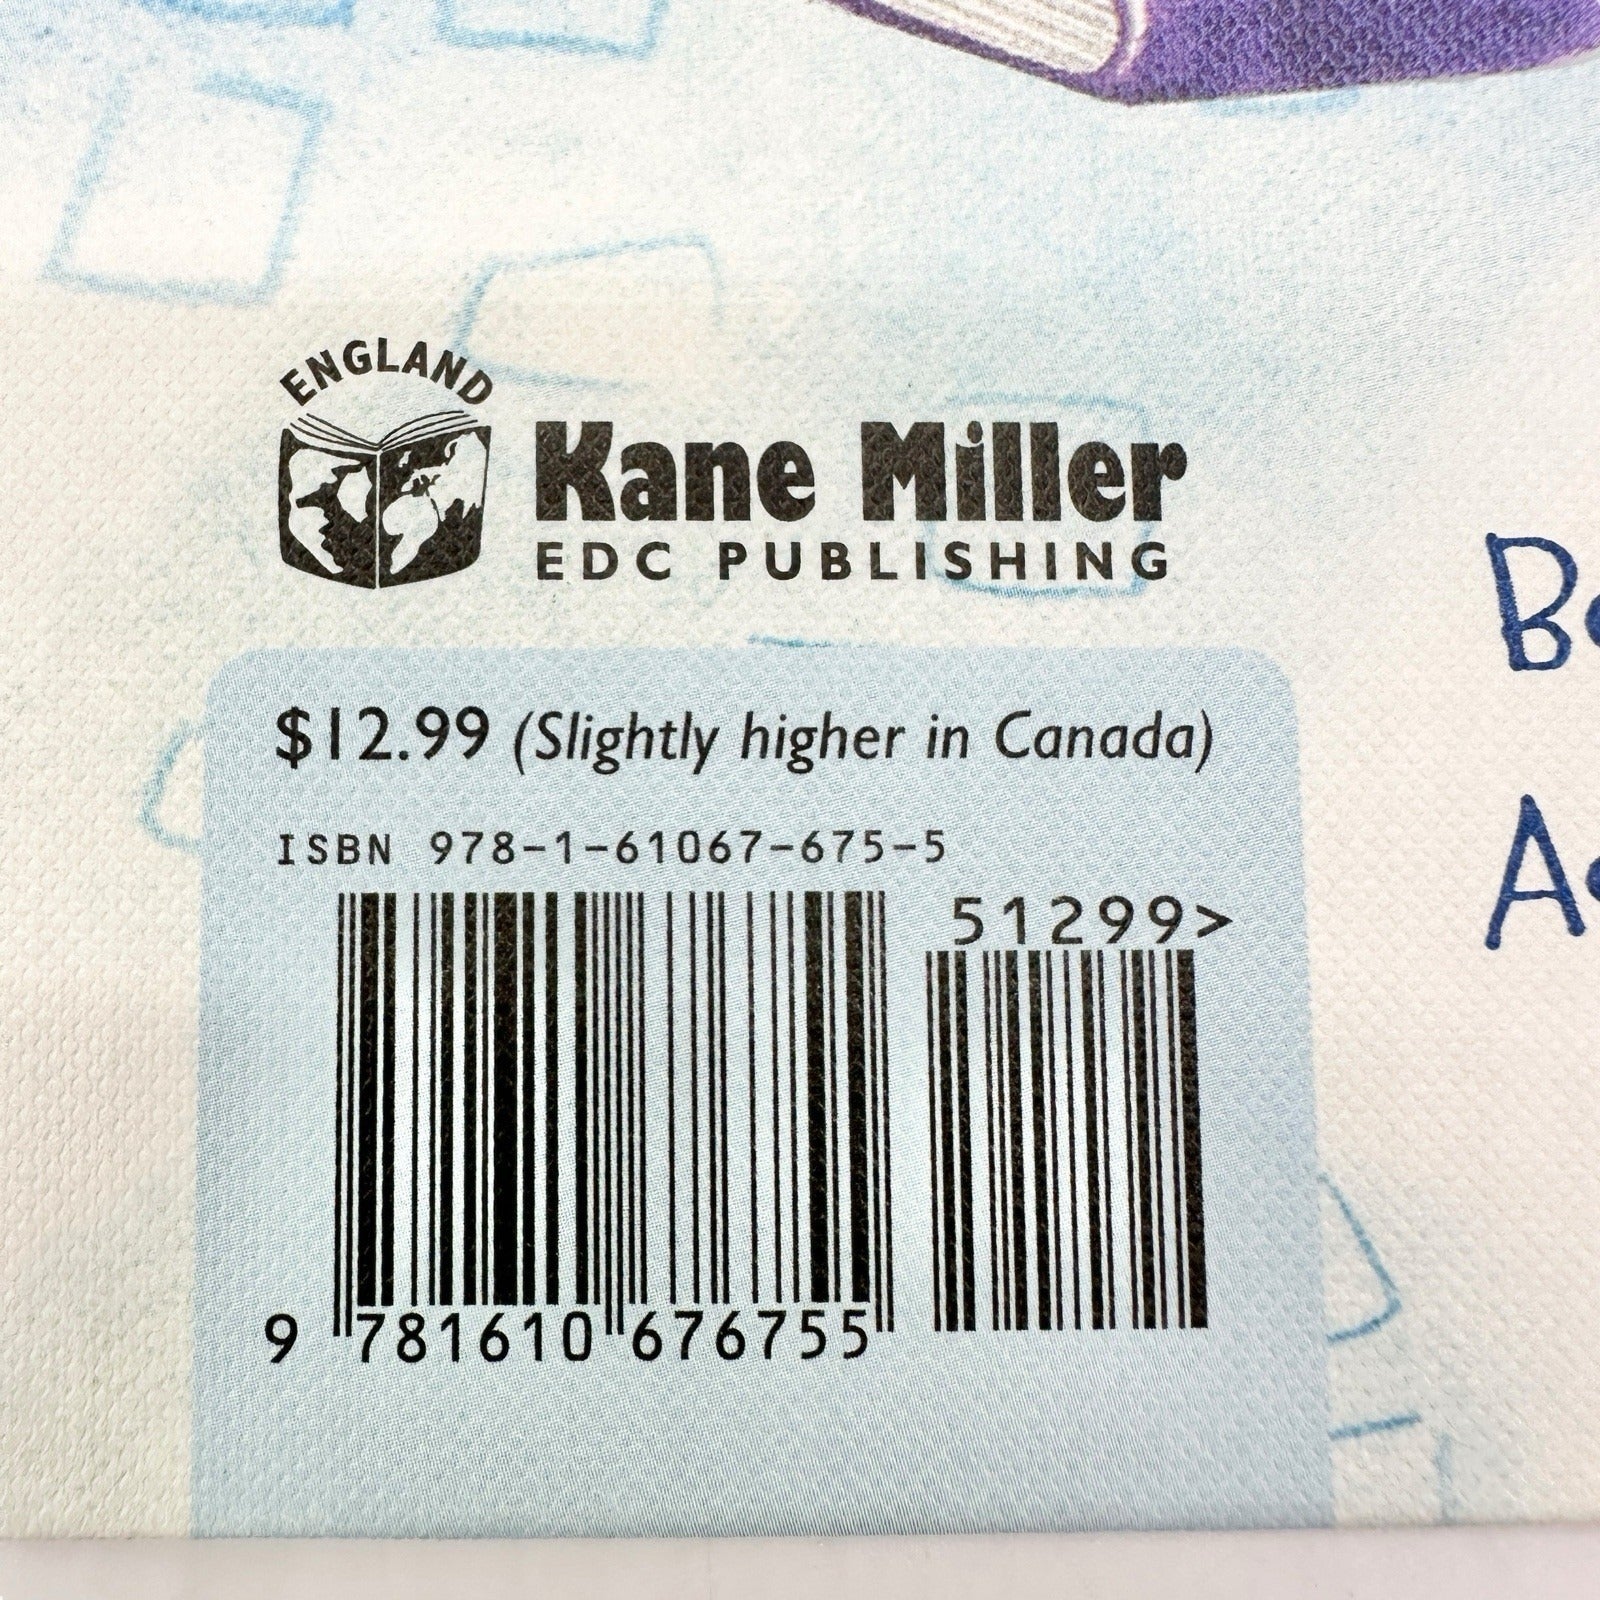 ENGLAND
Kane Miller
EDC PUBLISHING
$12.99 (Slightly higher in Canada)
ISBN 978-1-61067-675-5
51299>
9 781610 676755